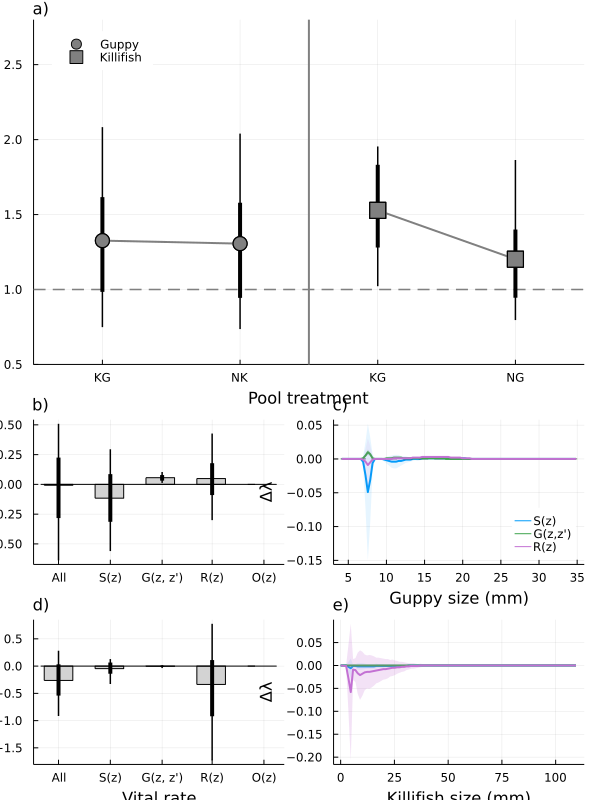 a)
Guppy
Killifish
2.5
2.0
1.5
1.0
0.5
KG
NK
KG
NG
Pool treatment
b)
0.25
0.00
All
S(z)
G(z, z')
R(z)
O(z)
Δλ
c)
0.05
0.00
−0.05
−0.10
−0.15
S(z)
G(z,z')
R(z)
5
10
15
20
25
30
35
Guppy size (mm)
d)
0.5
0.0
−0.5
−1.0
−1.5
All
S(z)
G(z, z')
R(z)
O(z)
Vital rate
Δλ
e)
0.05
0.00
−0.05
−0.10
−0.15
−0.20
0
25
50
75
100
Killifish size (mm)